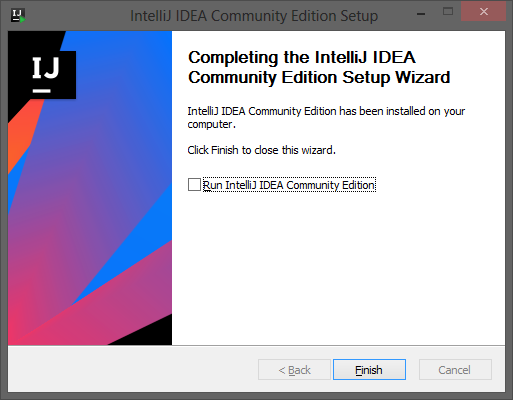 IntelliJ IDEA Community Edition Setup
IJ
Completing the IntelliJ IDEA
Community Edition Setup Wizard
IntelliJ IDEA Community Edition has been installed on your
computer.
Click Finish to close this wizard.
Run IntelliJ IDEA Community Edition
< Back
Finish
Cancel